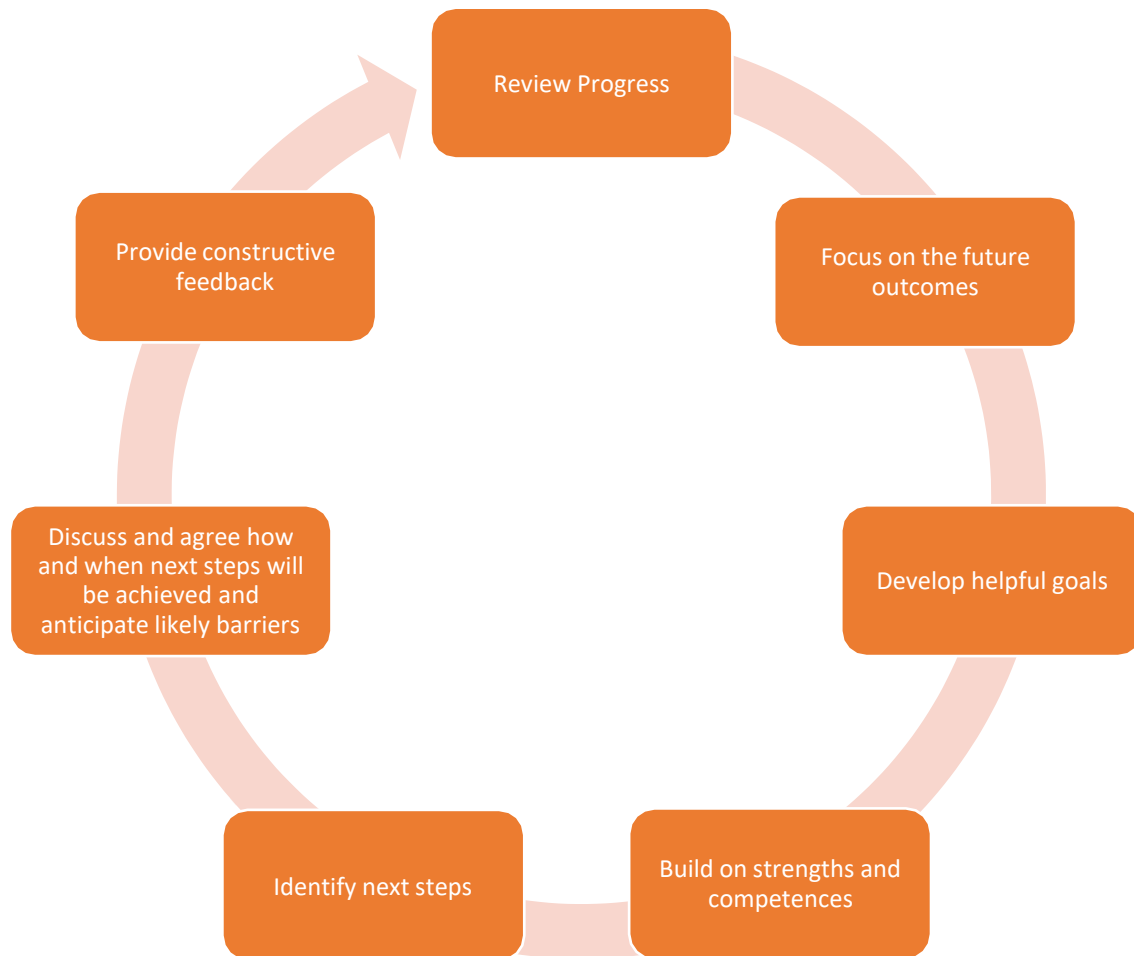 Review Progress
Focus on the future
outcomes
Develop helpful goals
Build on strengths and
competences
Identify next steps
Discuss and agree how
and when next steps will
be achieved and
anticipate likely barriers
Provide constructive
feedback